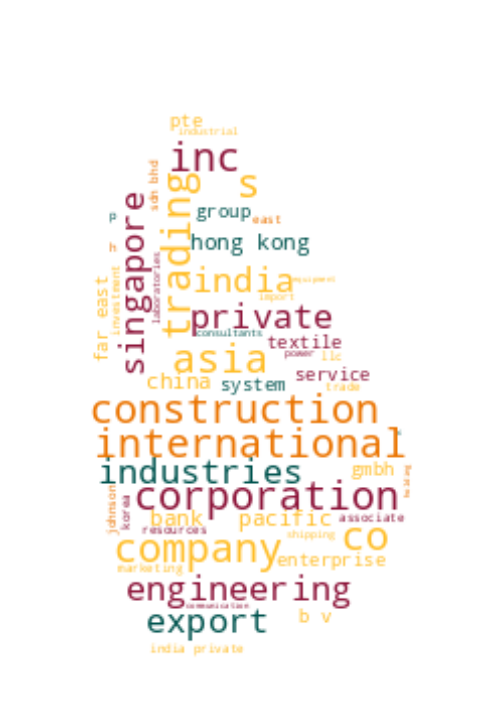 pte
industrial
inc
sdn bhd
s
trading
singapore
p
group
east
h
hong kong
laboratories
far east
investment
india
equipment
import
private
consultants
textile
power
llc
asia
service
china
system
trade
construction
international
industries
gmbh
holding
corporation
johnson
korea
bank
pacific
associate
resources
co
shipping
company
enterprise
marketing
engineering
communication
export
b v
india private